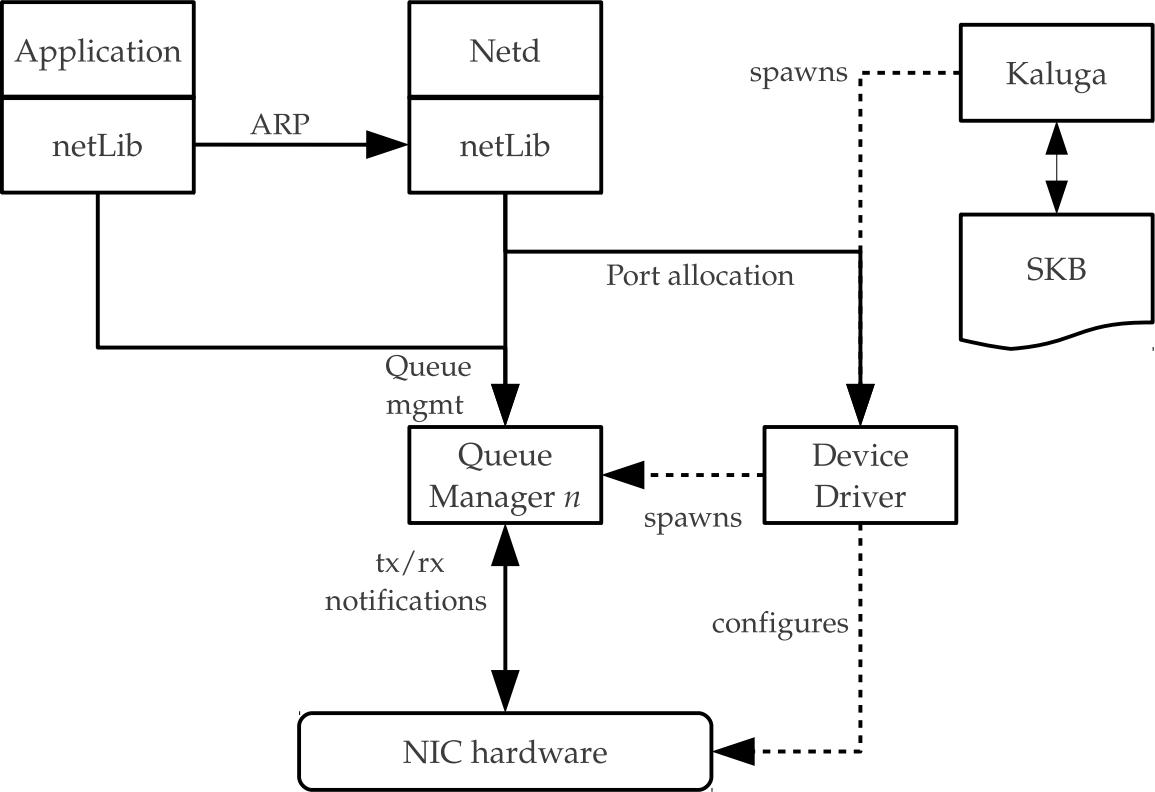 Application
Netd
Kaluga
spawns
netLib
ARP
netLib
SKB
Port allocation
Queue
mgmt
Queue
Manager n
Device
Driver
spawns
tx/rx
notifications
configures
NIC hardware